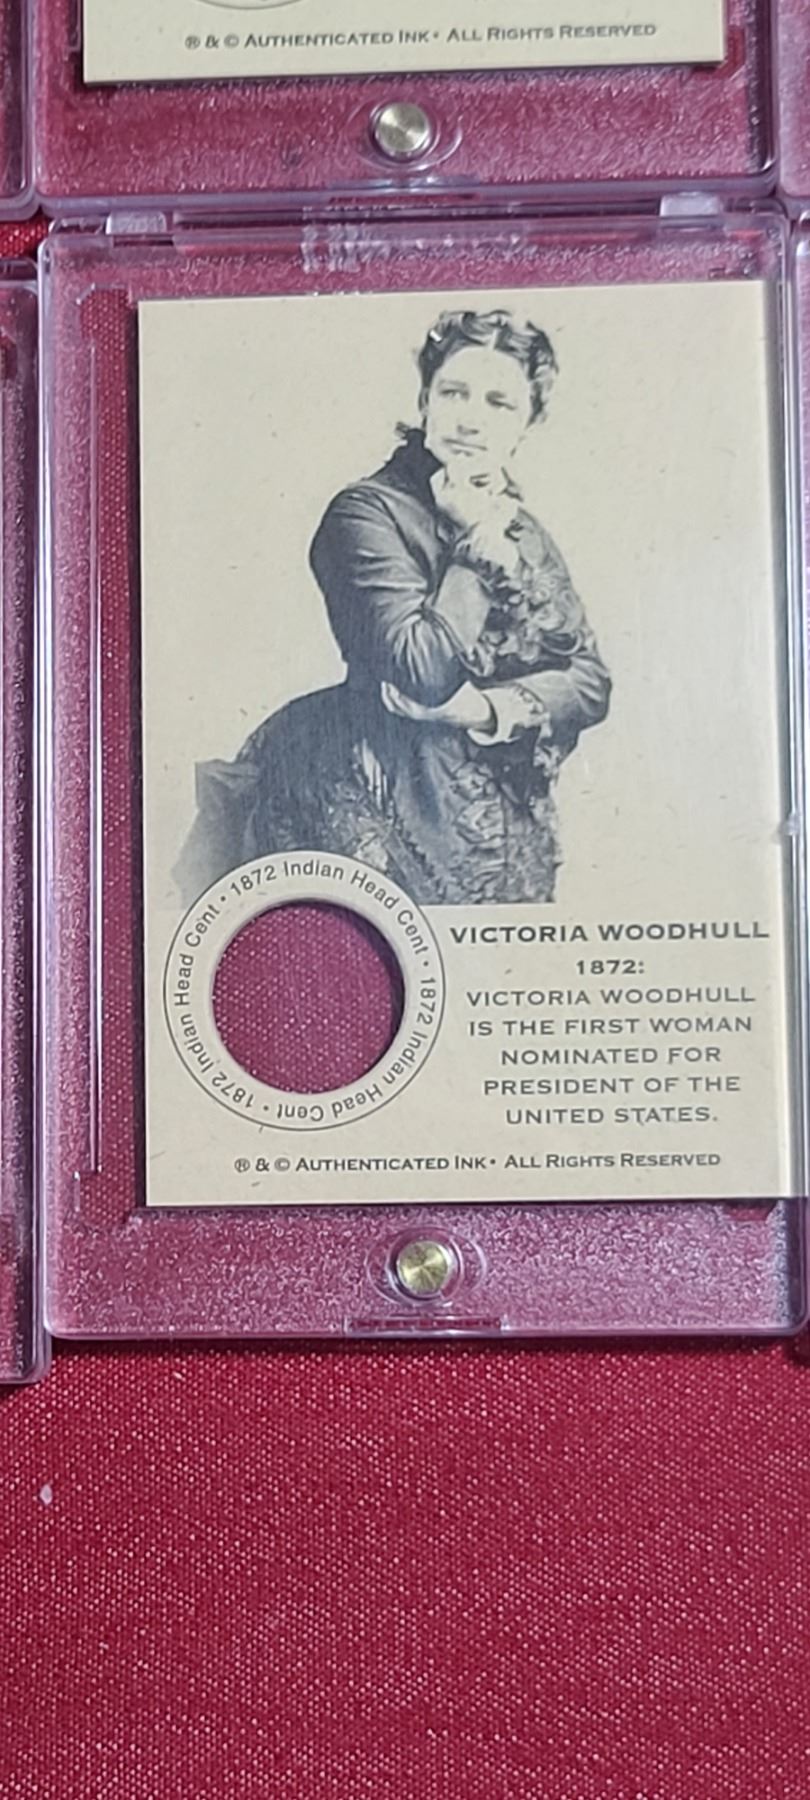 ® & © AUTHENTICATED INK • ALL RIGHTS RESERVED
1872 Indian Head Cent • 1872 Indian Head Cent • 1872 Indian Head Cent •
VICTORIA WOODHULL
1872:
VICTORIA WOODHULL
IS THE FIRST WOMAN
NOMINATED FOR
PRESIDENT OF THE
UNITED STATES.
® & © AUTHENTICATED INK • ALL RIGHTS RESERVED